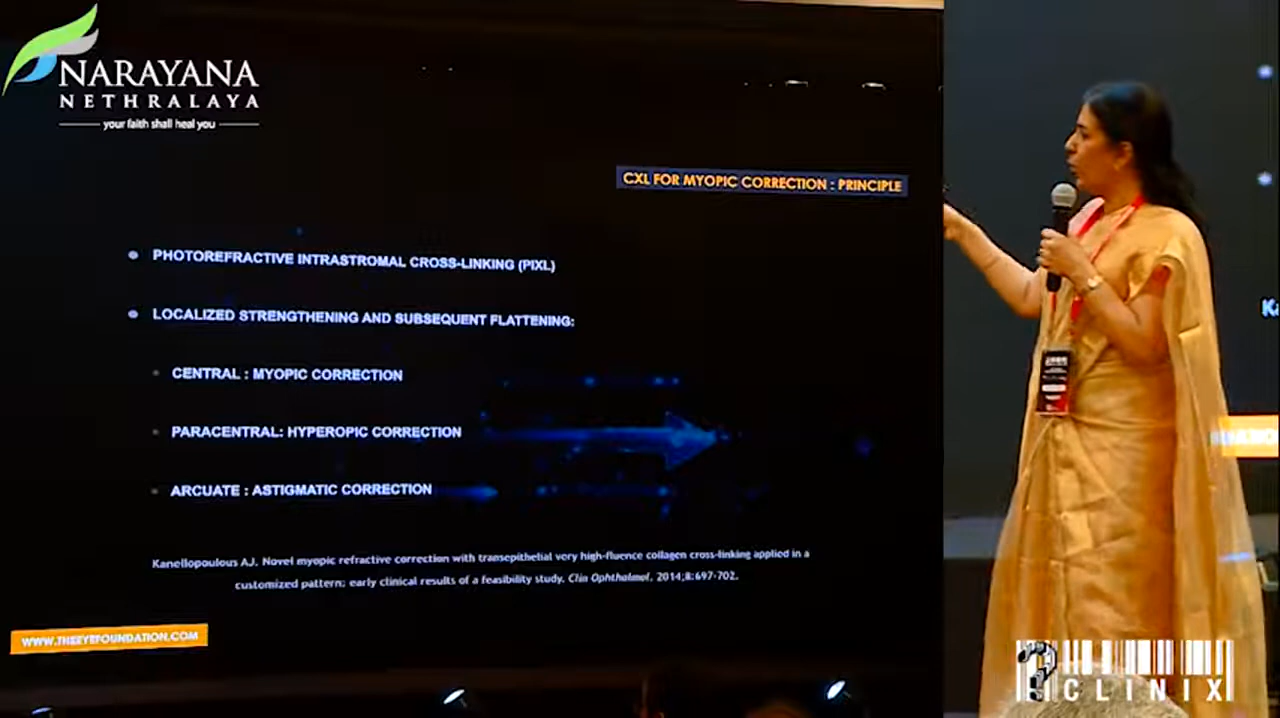 NARAYANA
NETHRALAYA
your faith shall heal you
CXL FOR MYOPIC CORRECTION : PRINCIPLE
PHOTOREFRACTIVE INTRASTROMAL CROSS-LINKING (PIXL)
LOCALIZED STRENGTHENING AND SUBSEQUENT FLATTENING:
CENTRAL : MYOPIC CORRECTION
PARACENTRAL: HYPEROPIC CORRECTION
ARCUATE : ASTIGMATIC CORRECTION
Kanellopoulous A.J. Novel myopic refractive correction with transepithelial very high-fluence collagen cross-linking applied in a
customized pattern: early clinical results of a feasibility study. Clin Ophthalmol. 2014;8:697-702.
WWW.THEEYEFOUNDATION.COM
Ka
CLINIX